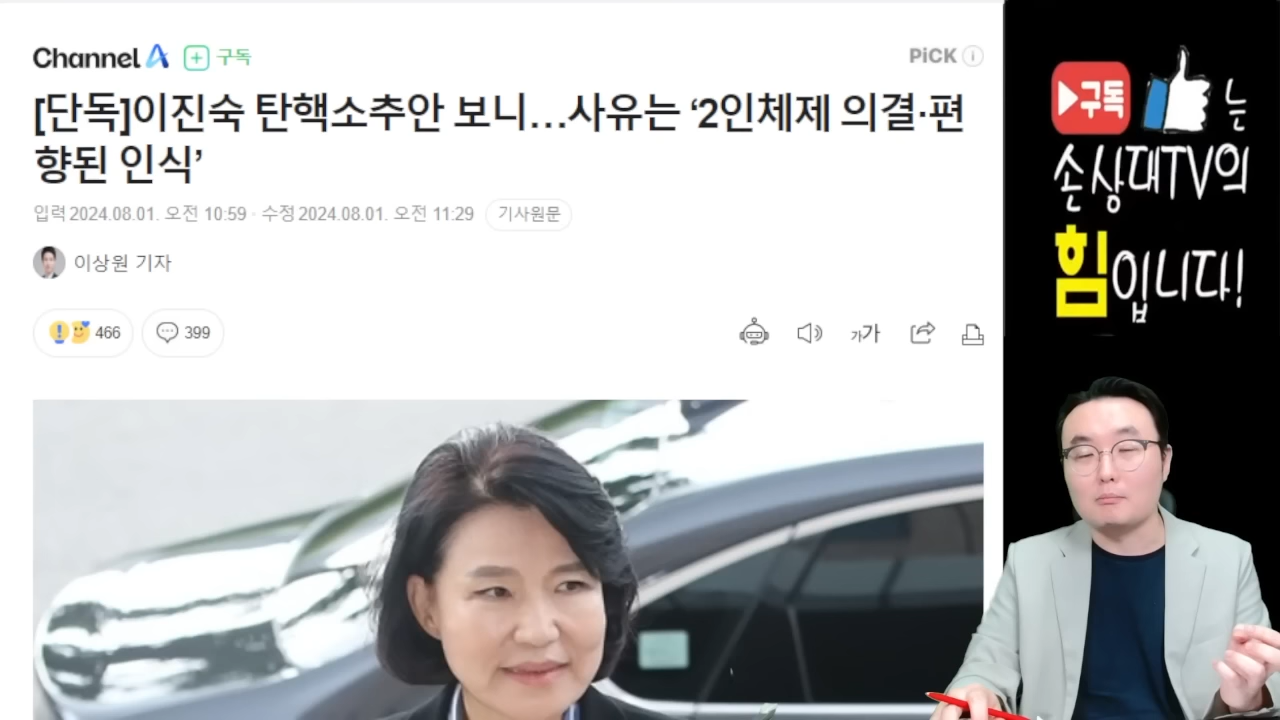 Channel A
구독
PiCK
[단독]이진숙 탄핵소추안 보니…사유는 ‘2인체제 의결·편
향된 인식’
입력 2024.08.01. 오전 10:59 · 수정 2024.08.01. 오전 11:29 기사원문
이상원 기자
466 399
가가
구독 는
손상대TV의
힘입니다!